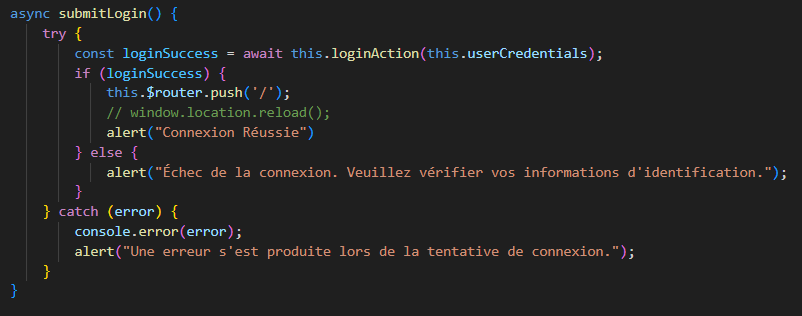 async submitLogin() {
try {
const loginSuccess = await this.loginAction(this.userCredentials);
if (loginSuccess) {
this.$router.push('/');
// window.location.reload();
alert("Connexion Réussie")
} else {
alert("Échec de la connexion. Veuillez vérifier vos informations d'identification.");
}
} catch (error) {
console.error(error);
alert("Une erreur s'est produite lors de la tentative de connexion.");
}
}